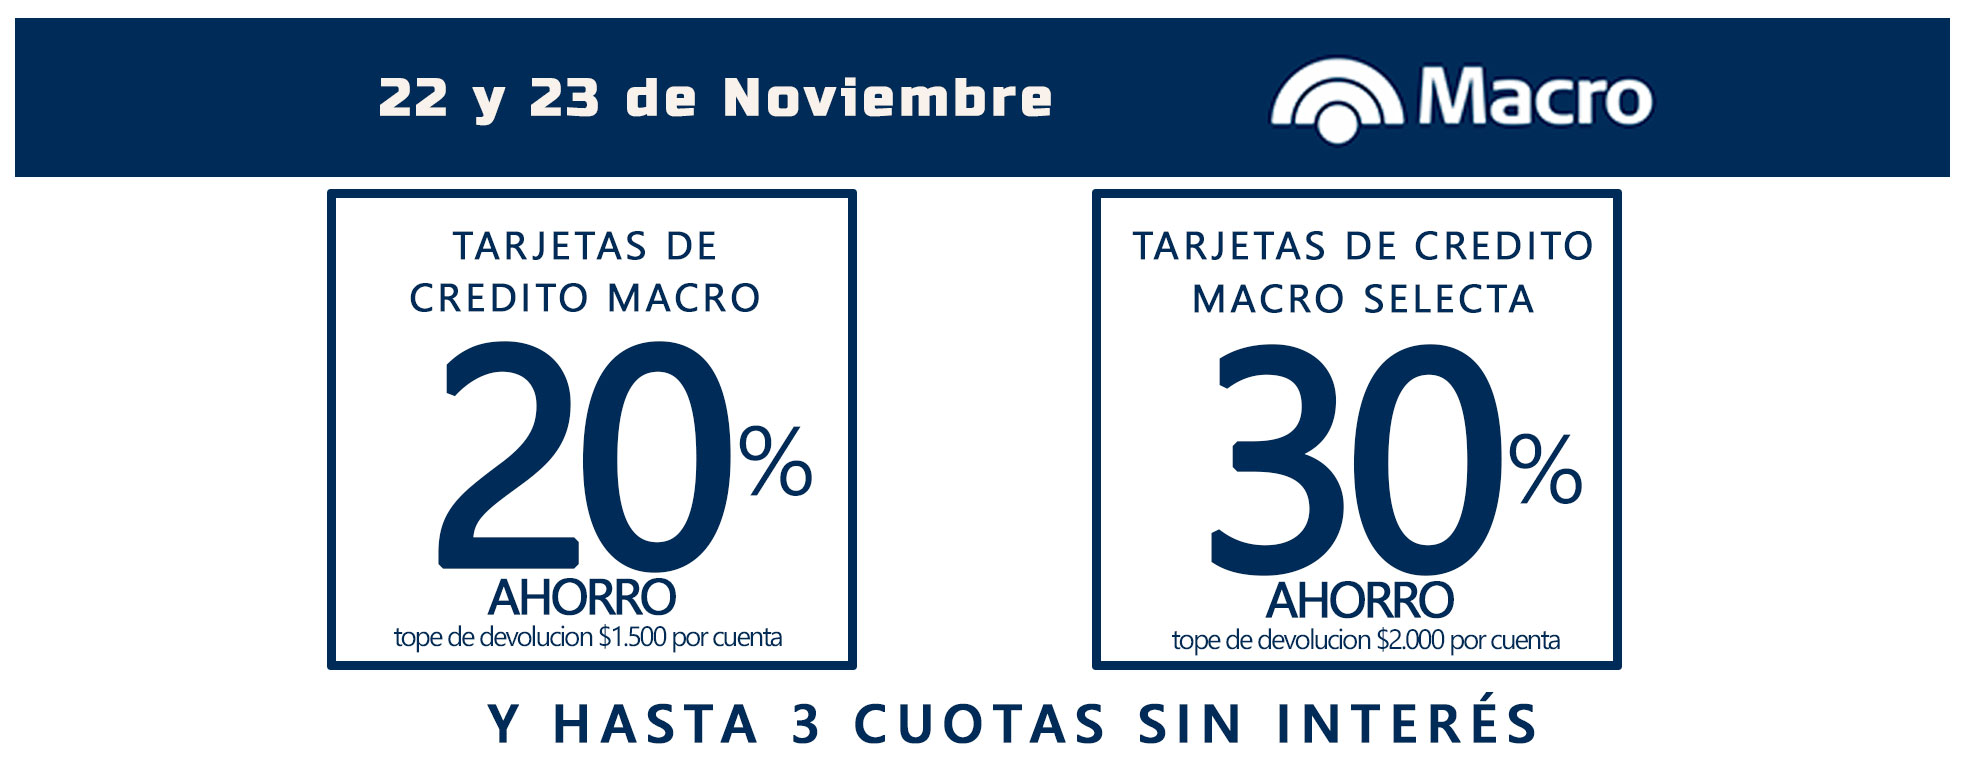 22 y 23 de Noviembre
Macro
TARJETAS DE
CREDITO MACRO
20%
AHORRO
tope de devolucion $1.500 por cuenta
TARJETAS DE CREDITO
MACRO SELECTA
30%
AHORRO
tope de devolucion $2.000 por cuenta
Y HASTA 3 CUOTAS SIN INTERÉS